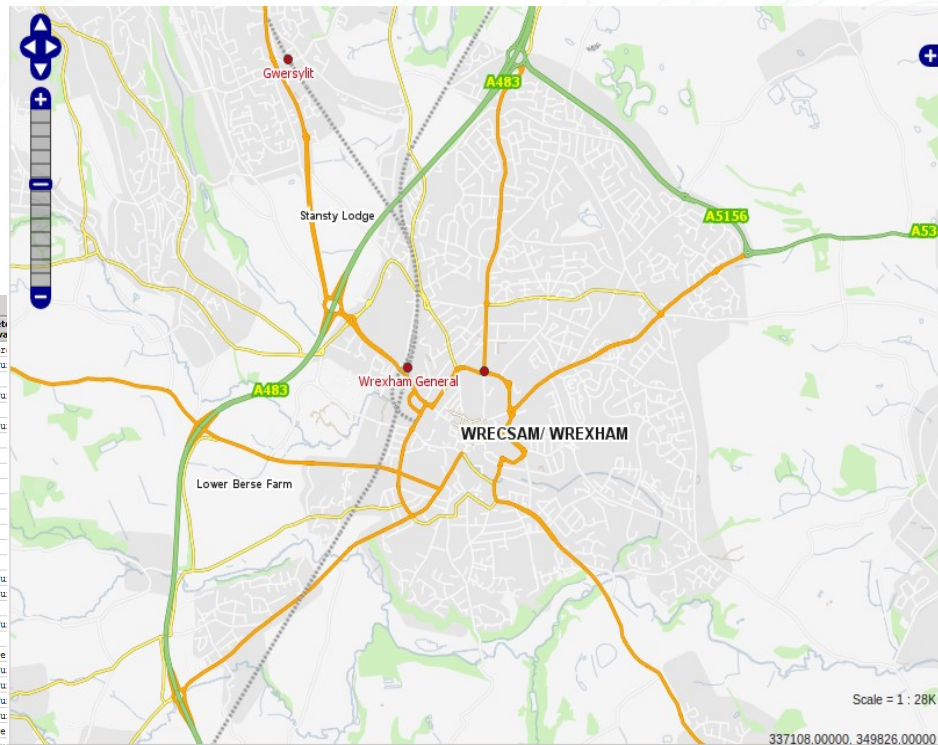 Gwersylit
A483
Stansty Lodge
A5156
A53
A483
Wrexham General
WRECSAM/ WREXHAM
Lower Berse Farm
Scale = 1 : 28K
337108.00000, 349826.00000